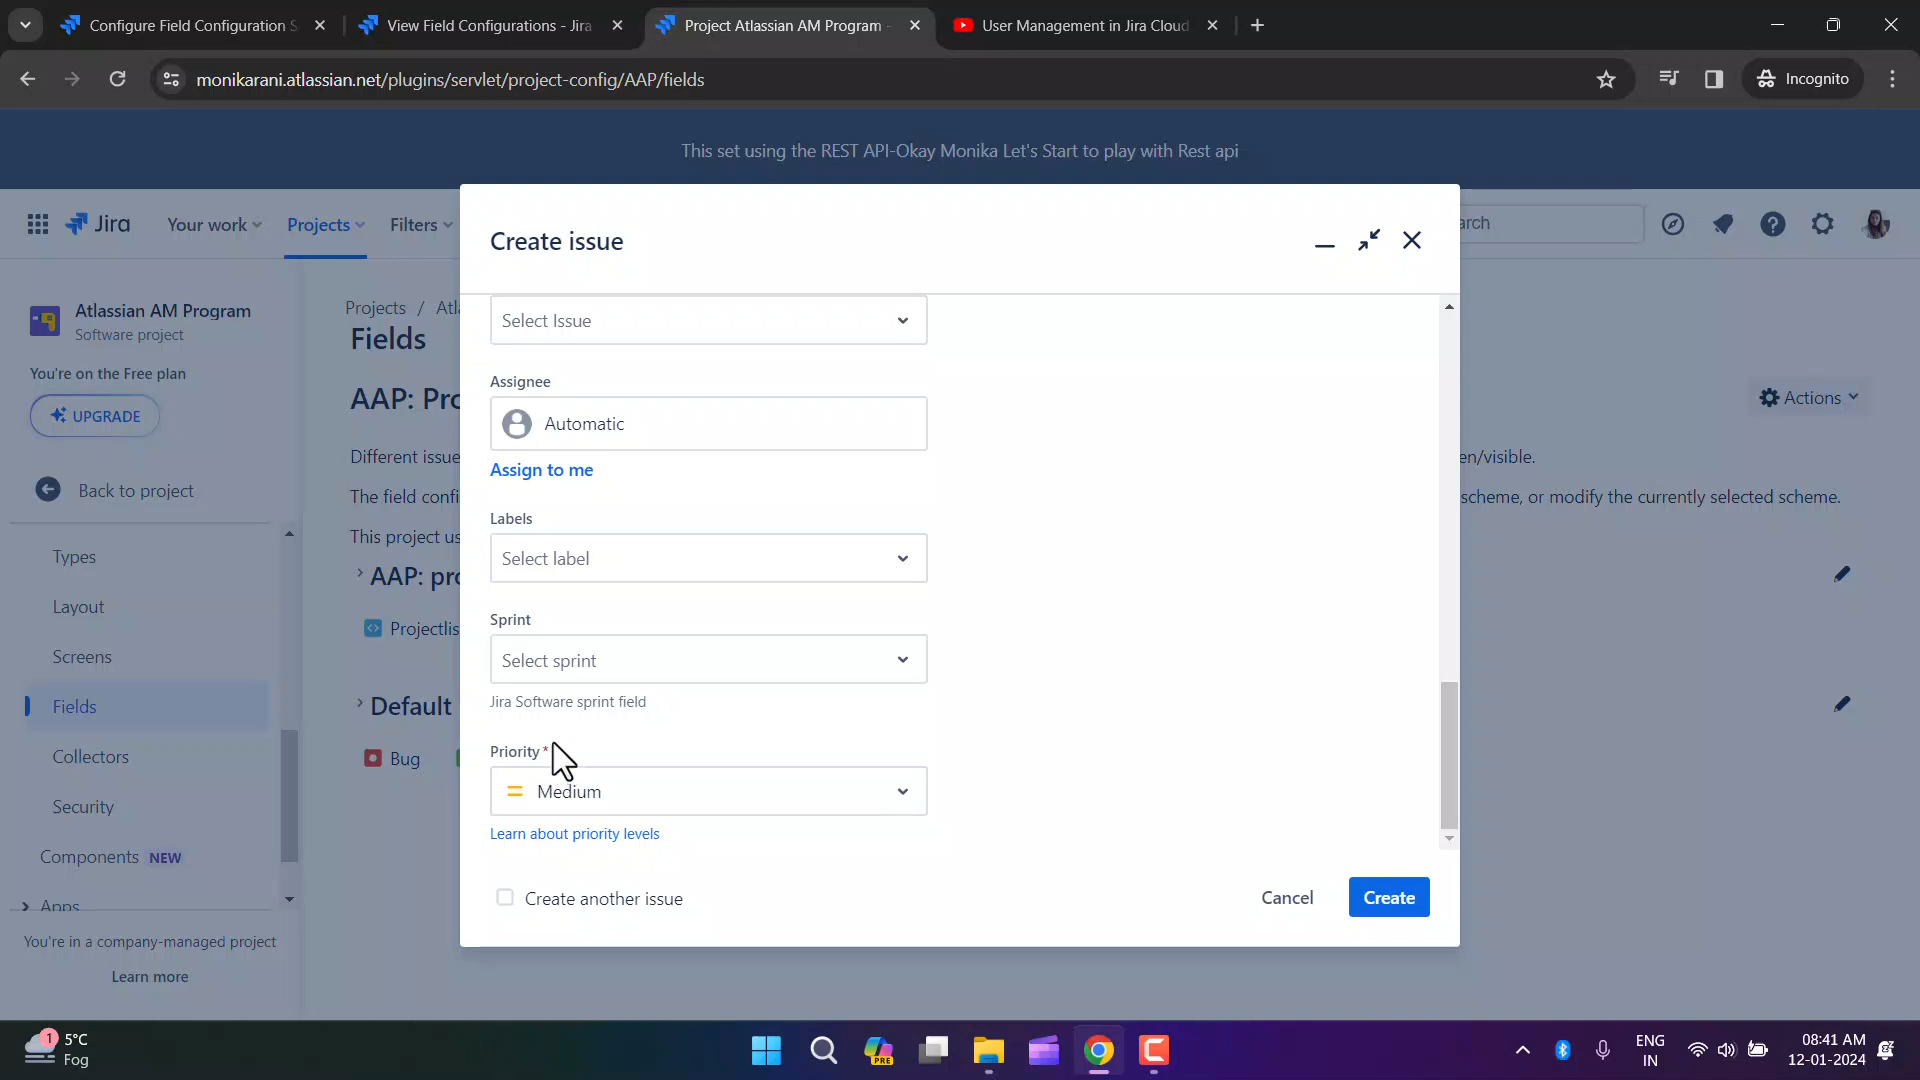 Configure Field Configuration S
View Field Configurations - Jira
Project Atlassian AM Program -
User Management in Jira Cloud
monikarani.atlassian.net/plugins/servlet/project-config/AAP/fields
Incognito
This set using the REST API-Okay Monika Let's Start to play with Rest api
Jira
Your work
Projects
Filters
arch
Create issue
Atlassian AM Program
Software project
You're on the Free plan
UPGRADE
Back to project
Types
Layout
Screens
Fields
Collectors
Security
Components NEW
Apps
You're in a company-managed project
Learn more
Projects / Atla
Fields
AAP: Pro
Actions
Different issue
en/visible.
The field confi
scheme, or modify the currently selected scheme.
This project us
AAP: pro
Projectlis
Default
Bug
Select Issue
Assignee
Automatic
Assign to me
Labels
Select label
Sprint
Select sprint
Jira Software sprint field
Priority *
Medium
Learn about priority levels
Create another issue
Cancel
Create
1
5°C
Fog
PRE
ENG
IN
08:41 AM
12-01-2024